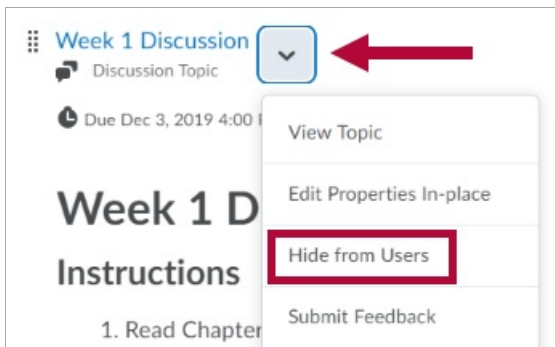 Week 1 Discussion
Discussion Topic
Due Dec 3, 2019 4:00
View Topic
Edit Properties In-place
Week 1 D
Hide from Users
Instructions
Submit Feedback
1. Read Chapter